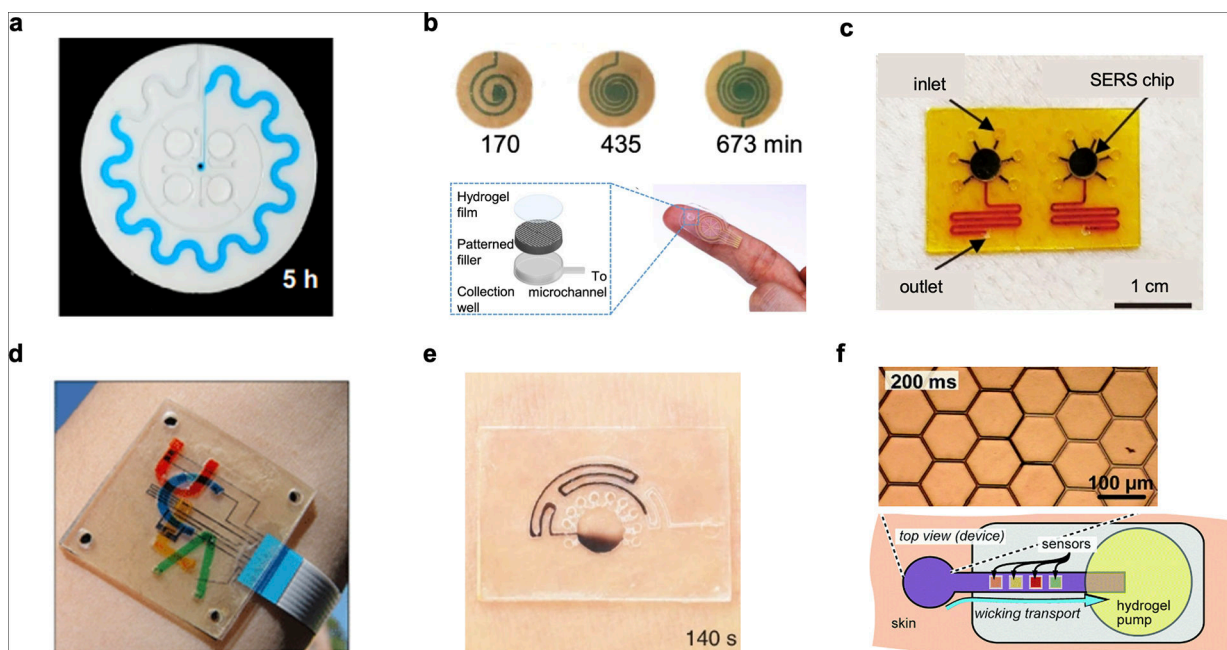 a
5 h
b
170 435 673 min
Hydrogel
film
Patterned
filler
Collection
well
To
microchannel
c
inlet
SERS chip
outlet
1 cm
d
e
140 s
f
200 ms
100 µm
top view (device)
sensors
wicking transport
hydrogel
pump
skin